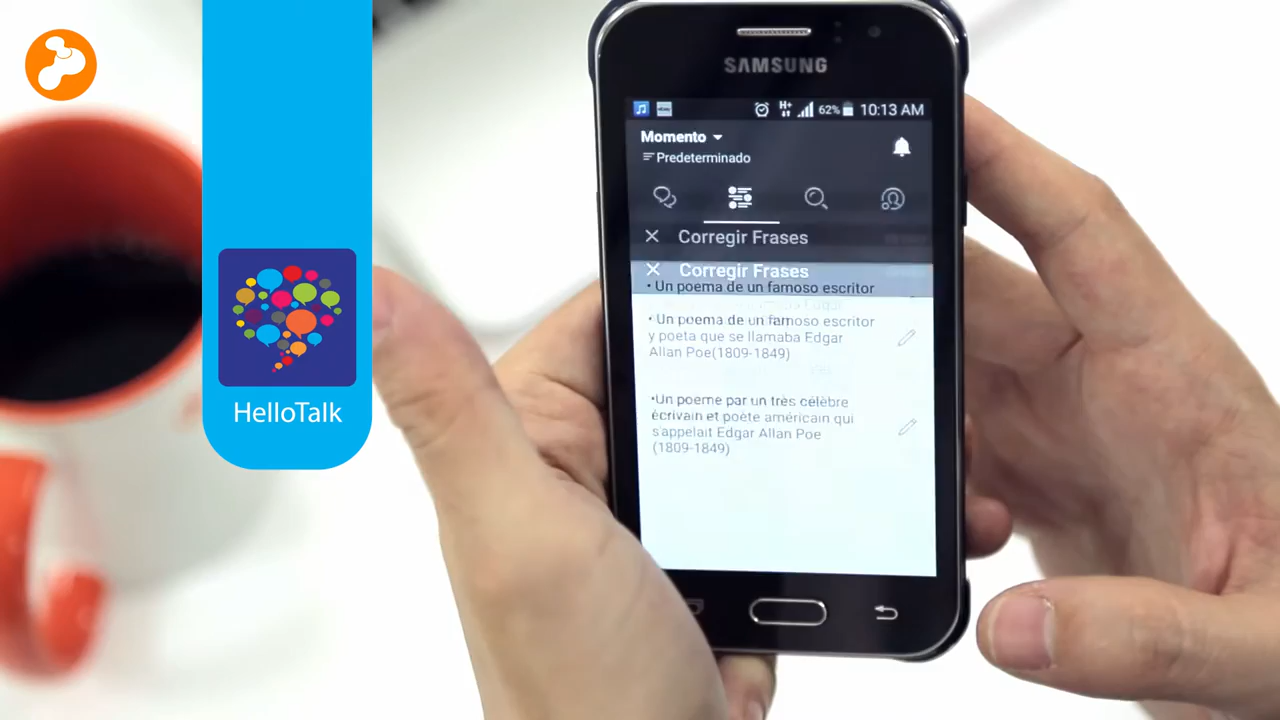 SAMSUNG
62% 10:13 AM
Momento
Predeterminado
Corregir Frases
Corregir Frases
• Un poema de un famoso escritor
• Un poema de un famoso escritor
y poeta que se llamaba Edgar
Allan Poe(1809-1849)
•Un poeme par un très célèbre
écrivain et poète américain qui
s'appelait Edgar Allan Poe
(1809-1849)
HelloTalk